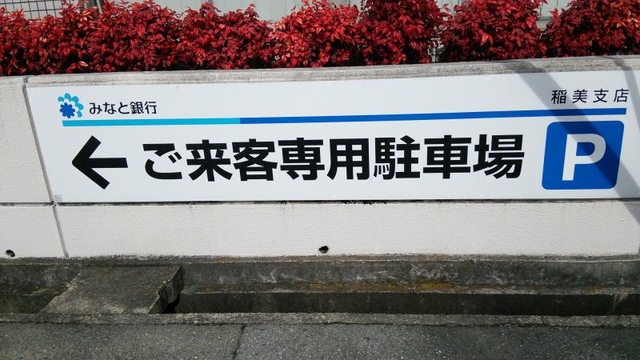 みなと銀行
稲美支店
← ご来客専用駐車場 P